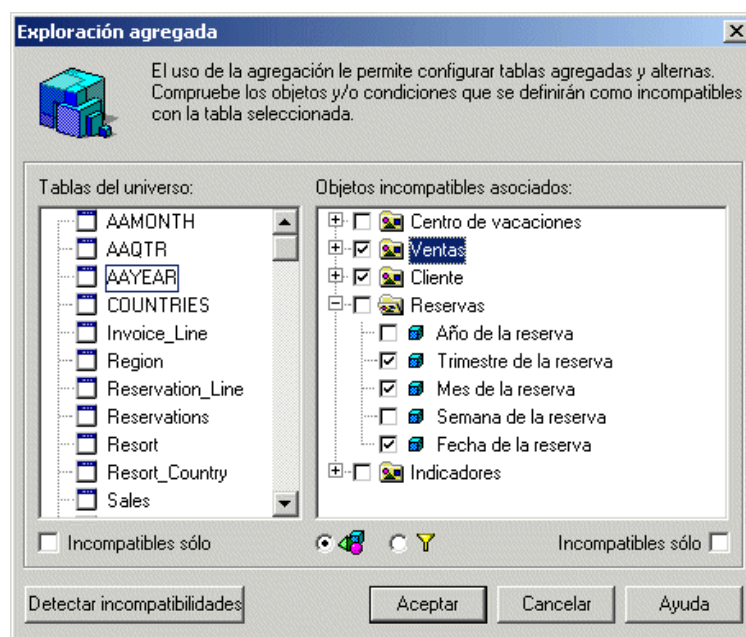 Exploración agregada
El uso de la agregación le permite configurar tablas agregadas y alternas.
Compruebe los objetos y/o condiciones que se definirán como incompatibles
con la tabla seleccionada.
Tablas del universo:
AAMONTH
AAQTR
AAYEAR
COUNTRIES
Invoice_Line
Region
Reservation_Line
Reservations
Resort
Resort_Country
Sales
Incompatibles sólo
Objetos incompatibles asociados:
Centro de vacaciones
Ventas
Cliente
Reservas
Año de la reserva
Trimestre de la reserva
Mes de la reserva
Semana de la reserva
Fecha de la reserva
Indicadores
Incompatibles sólo
Detectar incompatibilidades
Aceptar
Cancelar
Ayuda